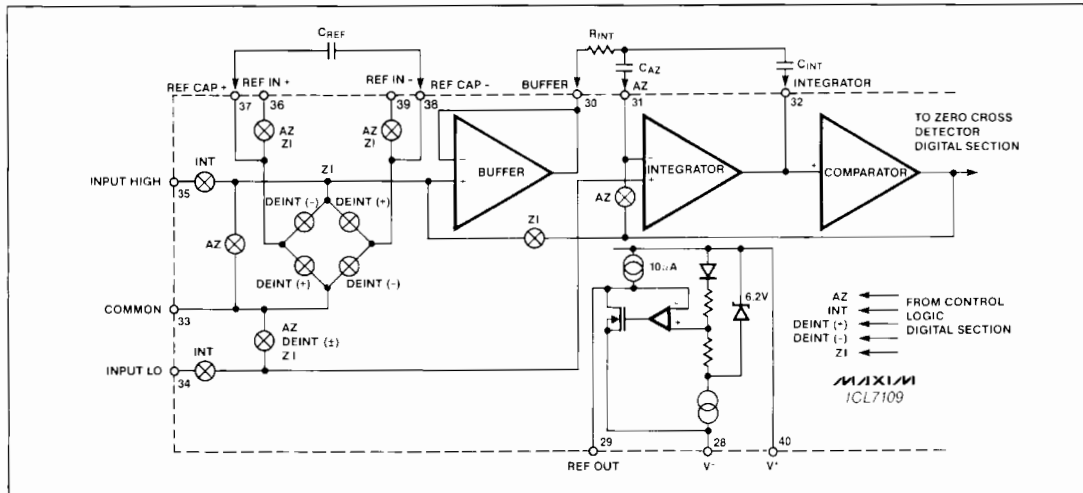 CREF
RINT
CAZ
CINT
REF CAP +
REF IN +
REF IN -
REF CAP -
BUFFER
AZ
INTEGRATOR
37
36
39
38
30
31
32
AZ
ZI
AZ
ZI
TO ZERO CROSS
DETECTOR
DIGITAL SECTION
INT
ZI
INPUT HIGH
35
-
+
BUFFER
-
+
INTEGRATOR
+
COMPARATOR
DEINT (-)
DEINT (+)
AZ
ZI
AZ
DEINT (+)
DEINT (-)
10µA
6.2V
COMMON
33
AZ
DEINT (±)
ZI
-
+
AZ
INT
DEINT (+)
DEINT (-)
ZI
FROM CONTROL
LOGIC
DIGITAL SECTION
INT
INPUT LO
34
MAXIM
ICL7109
29
28
40
REF OUT
V-
V+